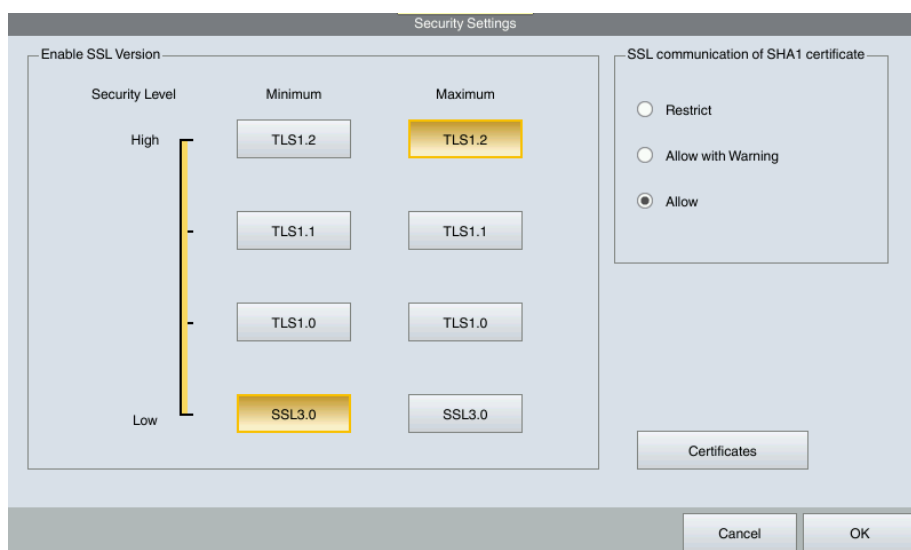 Security Settings
Enable SSL Version
Security Level Minimum Maximum
High TLS1.2 TLS1.2
TLS1.1 TLS1.1
TLS1.0 TLS1.0
Low SSL3.0 SSL3.0
SSL communication of SHA1 certificate
Restrict
Allow with Warning
Allow
Certificates
Cancel OK